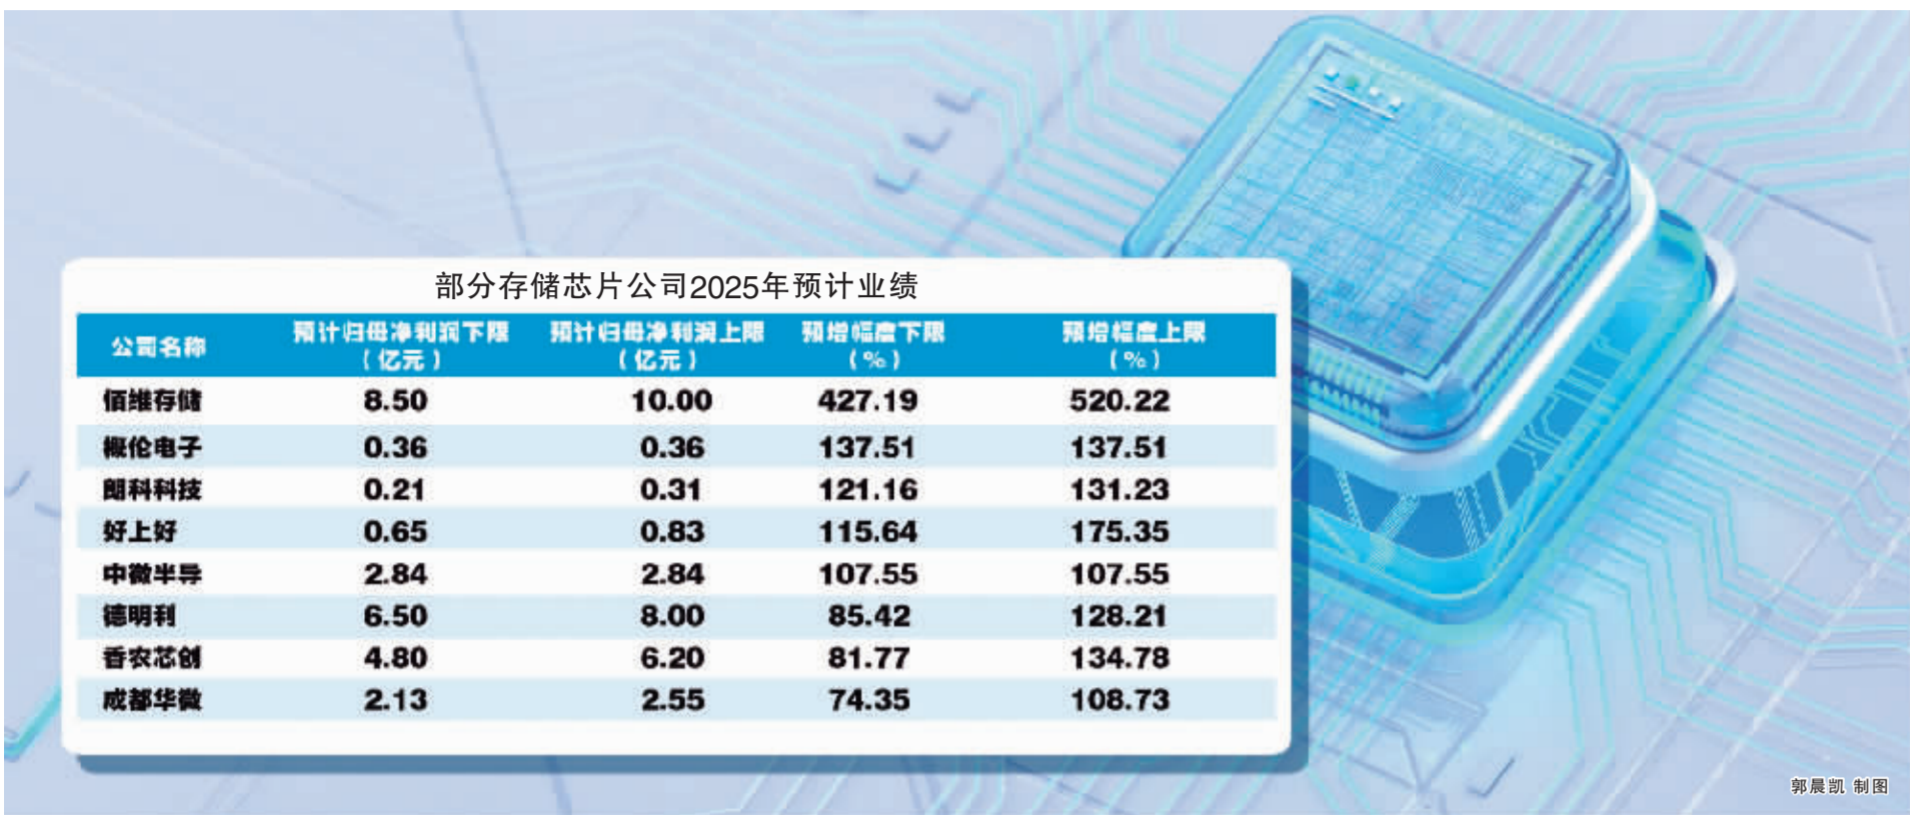 部分存储芯片公司2025年预计业绩
公司名称 预计归母净利润下限（亿元） 预计归母净利润上限（亿元） 预增幅度下限（%） 预增幅度上限（%）
佰维存储 8.50 10.00 427.19 520.22
概伦电子 0.36 0.36 137.51 137.51
朗科科技 0.21 0.31 121.16 131.23
好上好 0.65 0.83 115.64 175.35
中微半导 2.84 2.84 107.55 107.55
德明利 6.50 8.00 85.42 128.21
香农芯创 4.80 6.20 81.77 134.78
成都华微 2.13 2.55 74.35 108.73
郭晨凯 制图